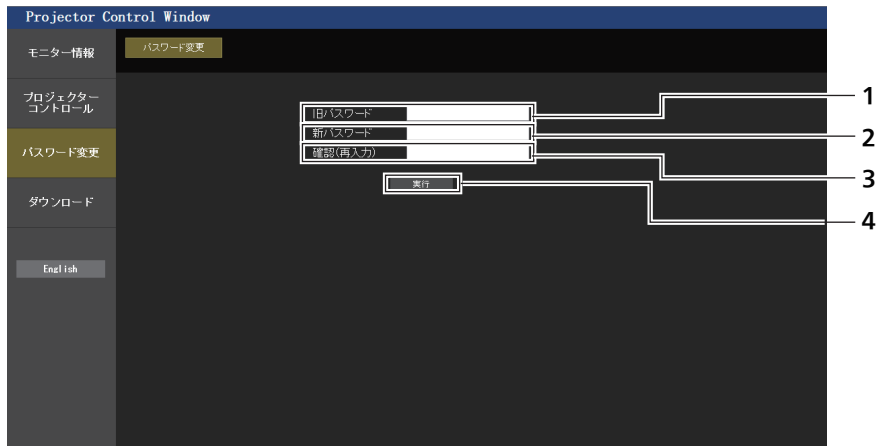 Projector Control Window
モニター情報
パスワード変更
プロジェクター
コントロール
パスワード変更
ダウンロード
English
旧パスワード
新パスワード
確認(再入力)
実行
1
2
3
4